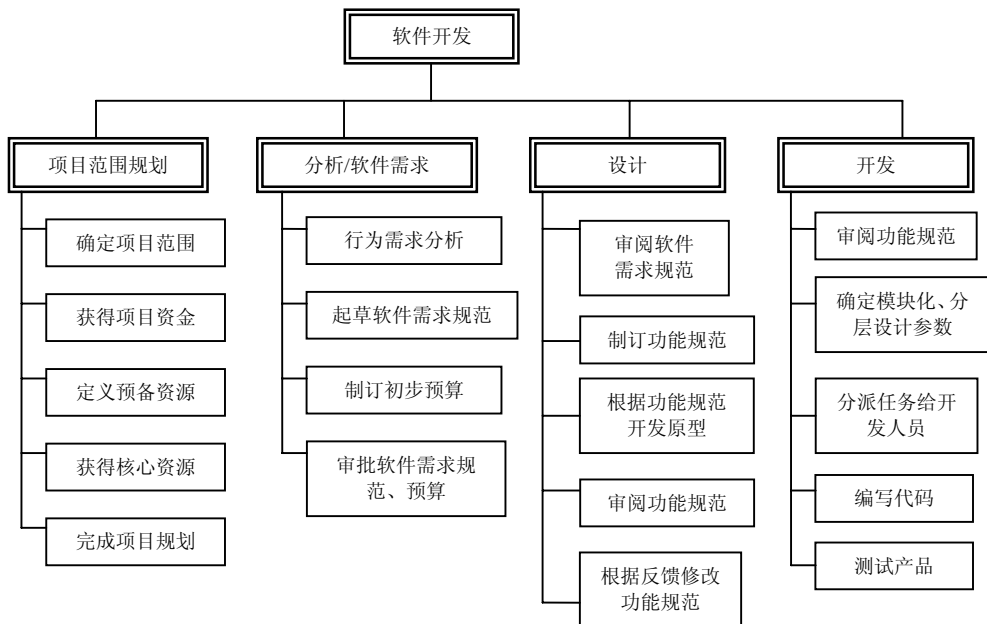 软件开发
项目范围规划
确定项目范围
获得项目资金
定义预备资源
获得核心资源
完成项目规划
分析/软件需求
行为需求分析
起草软件需求规范
制订初步预算
审批软件需求规
范、预算
设计
审阅软件
需求规范
制订功能规范
根据功能规范
开发原型
审阅功能规范
根据反馈修改
功能规范
开发
审阅功能规范
确定模块化、分
层设计参数
分派任务给开
发人员
编写代码
测试产品